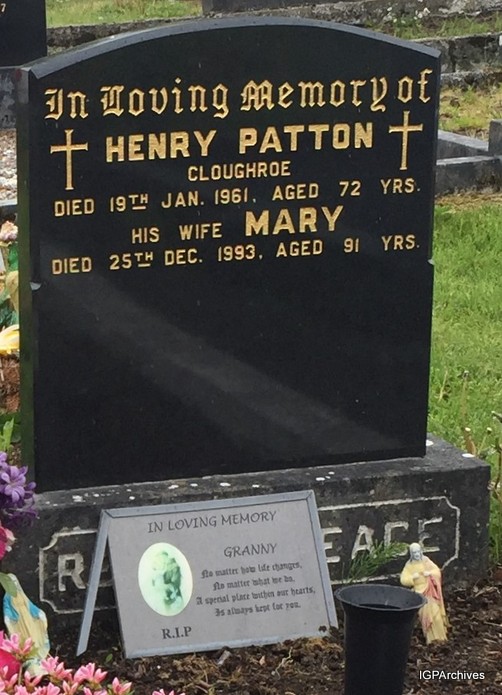 In Loving Memory of
HENRY PATTON
CLOUGHROE
DIED 19TH JAN. 1961, AGED 72 YRS.
HIS WIFE MARY
DIED 25TH DEC. 1993, AGED 91 YRS.
IN LOVING MEMORY
GRANNY
No matter how life changes,
No matter what we do,
A special place within our hearts,
Is always kept for you.
R.I.P
IGPArchives